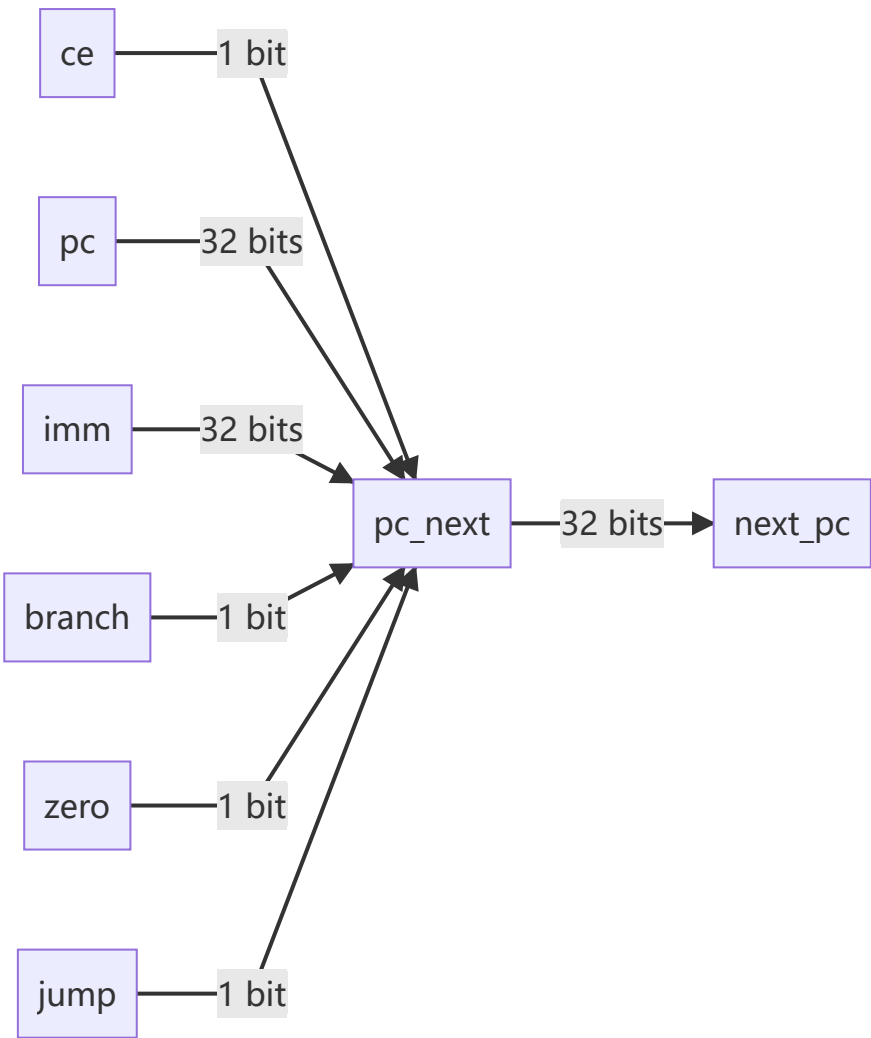 ce
1 bit
pc
32 bits
imm
32 bits
pc_next
32 bits
next_pc
branch
1 bit
zero
1 bit
jump
1 bit